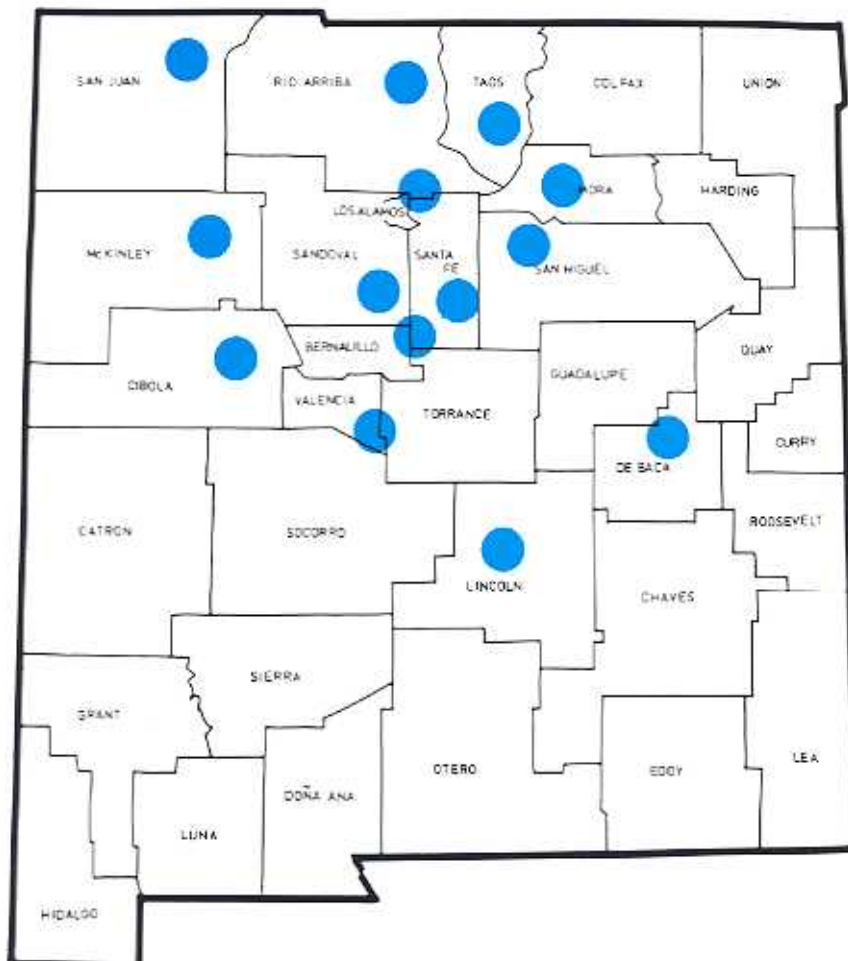 SAN JUAN
RIO ARRIBA
TAOS
COLFAX
UNION
MORA
HARDING
LOS ALAMOS
McKINLEY
SANDOVAL
SANTA
FE
SAN MIGUEL
BERNALILLO
QUAY
GUADALUPE
CIBOLA
VALENCIA
TORRANCE
CURRY
DE BACA
ROOSEVELT
CATRON
SOCORRO
LINCOLN
CHAVES
SIERRA
GRANT
OTERO
EDDY
LEA
DOÑA ANA
LUNA
HIDALGO